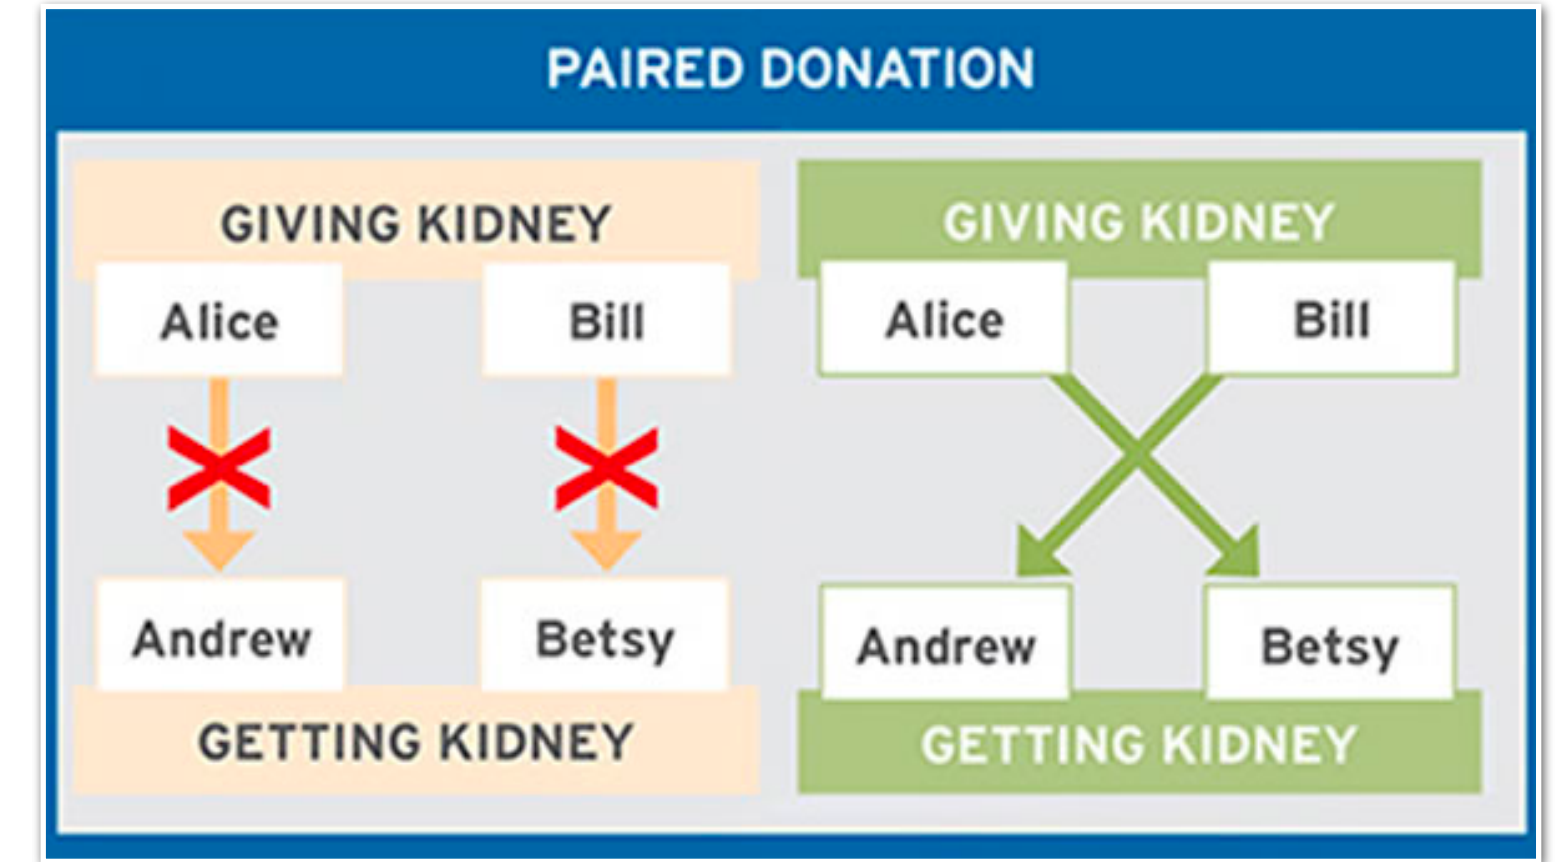 PAIRED DONATION
GIVING KIDNEY
Alice
Bill
Andrew
Betsy
GETTING KIDNEY
GIVING KIDNEY
Alice
Bill
Andrew
Betsy
GETTING KIDNEY